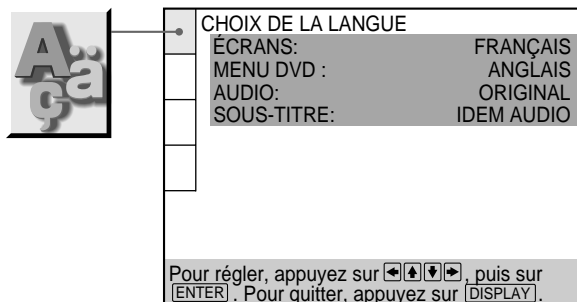 Aäç
CHOIX DE LA LANGUE
ÉCRANS: FRANÇAIS
MENU DVD : ANGLAIS
AUDIO: ORIGINAL
SOUS-TITRE: IDEM AUDIO
Pour régler, appuyez sur ←↑↓→, puis sur
ENTER . Pour quitter, appuyez sur DISPLAY .